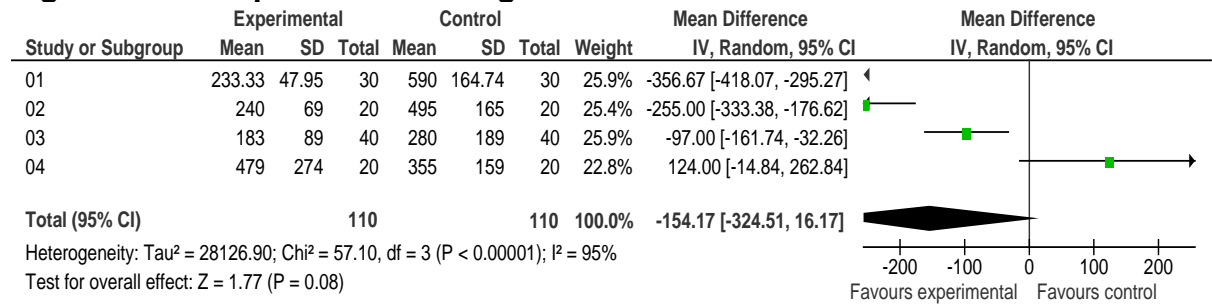 Experimental Control Mean Difference Mean Difference
Study or Subgroup Mean SD Total Mean SD Total Weight IV, Random, 95% CI IV, Random, 95% CI
01 233.33 47.95 30 590 164.74 30 25.9% -356.67 [-418.07, -295.27]
02 240 69 20 495 165 20 25.4% -255.00 [-333.38, -176.62]
03 183 89 40 280 189 40 25.9% -97.00 [-161.74, -32.26]
04 479 274 20 355 159 20 22.8% 124.00 [-14.84, 262.84]
Total (95% CI) 110 110 100.0% -154.17 [-324.51, 16.17]
Heterogeneity: Tau² = 28126.90; Chi² = 57.10, df = 3 (P < 0.00001); I² = 95%
Test for overall effect: Z = 1.77 (P = 0.08)
-200 -100 0 100 200
Favours experimental Favours control